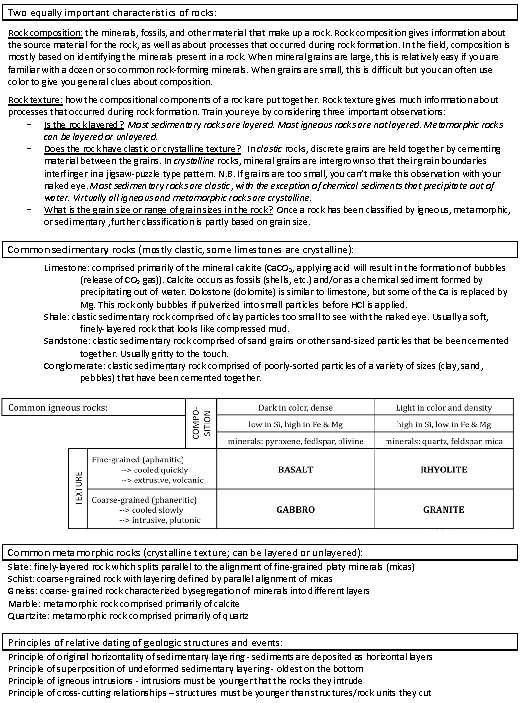 Two equally important characteristics of rocks:
Rock composition: the minerals, fossils, and other material that make up a rock. Rock composition gives information about
the source material for the rock, as well as about processes that occurred during rock formation. In the field, composition is
mostly based on identifying the minerals present in a rock. When mineral grains are large, this is relatively easy if you are
familiar with a dozen or so common rock-forming minerals. When grains are small, this is difficult but you can often use
color to give you general clues about composition.
Rock texture: how the compositional components of a rock are put together. Rock texture gives much information about
processes that occurred during rock formation. Train your eye by considering three important observations:
– Is the rock layered? Most sedimentary rocks are layered. Most igneous rocks are not layered. Metamorphic rocks
can be layered or unlayered.
– Does the rock have clastic or crystalline texture? In clastic rocks, discrete grains are held together by cementing
material between the grains. In crystalline rocks, mineral grains are intergrown so that their grain boundaries
interfinger in a jigsaw-puzzle type pattern. N.B. If grains are too small, you can't make this observation with your
naked eye. Most sedimentary rocks are clastic, with the exception of chemical sediments that precipitate out of
water. Virtually all igneous and metamorphic rocks are crystalline.
– What is the grain size or range of grain sizes in the rock? Once a rock has been classified by igneous, metamorphic,
or sedimentary, further classification is partly based on grain size.
Common sedimentary rocks (mostly clastic, some limestones are crystalline):
Limestone: comprised primarily of the mineral calcite (CaCO₃, applying acid will result in the formation of bubbles
(release of CO₂ gas)). Calcite occurs as fossils (shells, etc.) and/or as a chemical sediment formed by
precipitating out of water. Dolostone (dolomite) is similar to limestone, but some of the Ca is replaced by
Mg. This rock only bubbles if pulverized into small particles before HCl is applied.
Shale: clastic sedimentary rock comprised of clay particles too small to see with the naked eye. Usually a soft,
finely-layered rock that looks like compressed mud.
Sandstone: clastic sedimentary rock comprised of sand grains or other sand-sized particles that be been cemented
together. Usually gritty to the touch.
Conglomerate: clastic sedimentary rock comprised of poorly-sorted particles of a variety of sizes (clay, sand,
pebbles) that have been cemented together.
Common igneous rocks:
COMPO-
SITION
Dark in color, dense
Light in color and density
low in Si, high in Fe & Mg
high in Si, low in Fe & Mg
minerals: pyroxene, fedlspar, olivine
minerals: quartz, feldspar, mica
TEXTURE
Fine-grained (aphanitic)
--> cooled quickly
--> extrusive, volcanic
BASALT
RHYOLITE
Coarse-grained (phaneritic)
--> cooled slowly
--> intrusive, plutonic
GABBRO
GRANITE
Common metamorphic rocks (crystalline texture; can be layered or unlayered):
Slate: finely-layered rock which splits parallel to the alignment of fine-grained platy minerals (micas)
Schist: coarser-grained rock with layering defined by parallel alignment of micas
Gneiss: coarse- grained rock characterized by segregation of minerals into different layers
Marble: metamorphic rock comprised primarily of calcite
Quartzite: metamorphic rock comprised primarily of quartz
Principles of relative dating of geologic structures and events:
Principle of original horizontality of sedimentary layering - sediments are deposited as horizontal layers
Principle of superposition of undeformed sedimentary layering - oldest on the bottom
Principle of igneous intrusions - intrusions must be younger that the rocks they intrude
Principle of cross-cutting relationships – structures must be younger than structures/rock units they cut